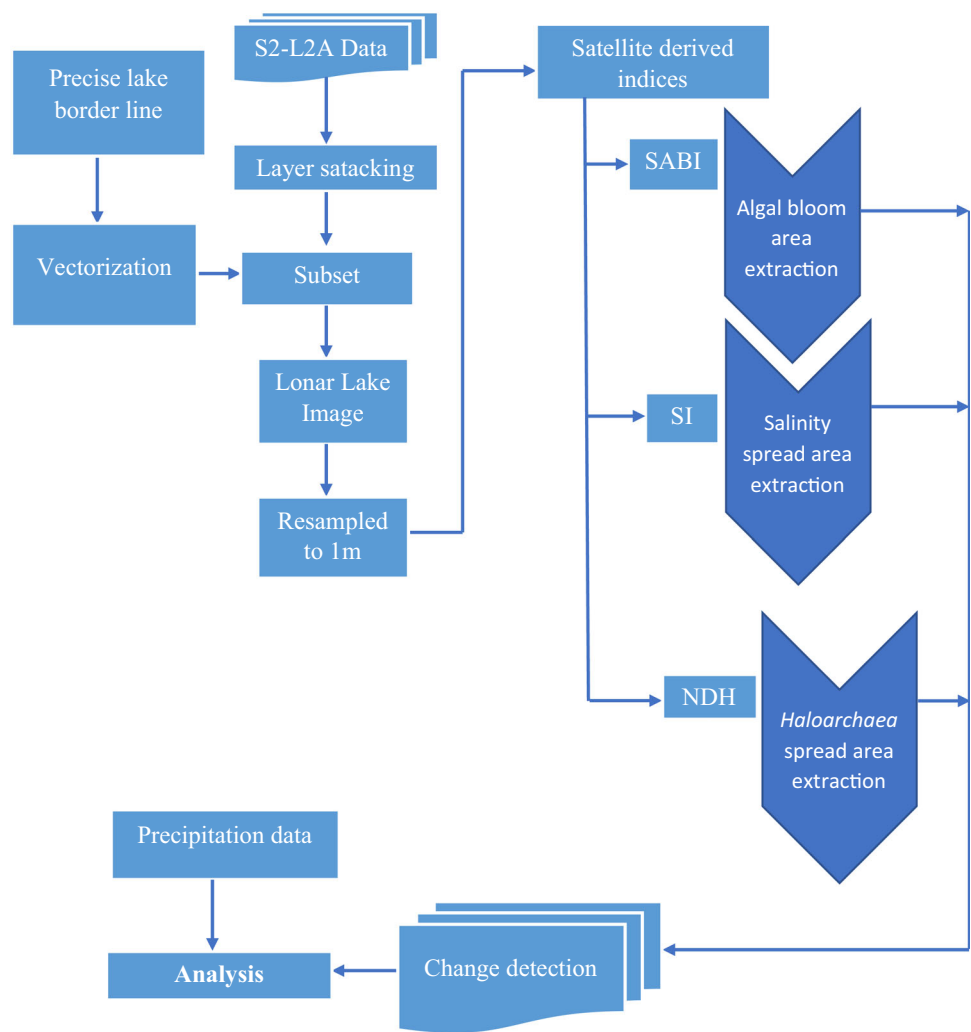 S2-L2A Data
Precise lake
border line
Layer satacking
Vectorization
Subset
Lonar Lake
Image
Resampled
to 1m
Satellite derived
indices
SABI
Algal bloom
area
extraction
SI
Salinity
spread area
extraction
NDH
Haloarchaea
spread area
extraction
Precipitation data
Analysis
Change detection